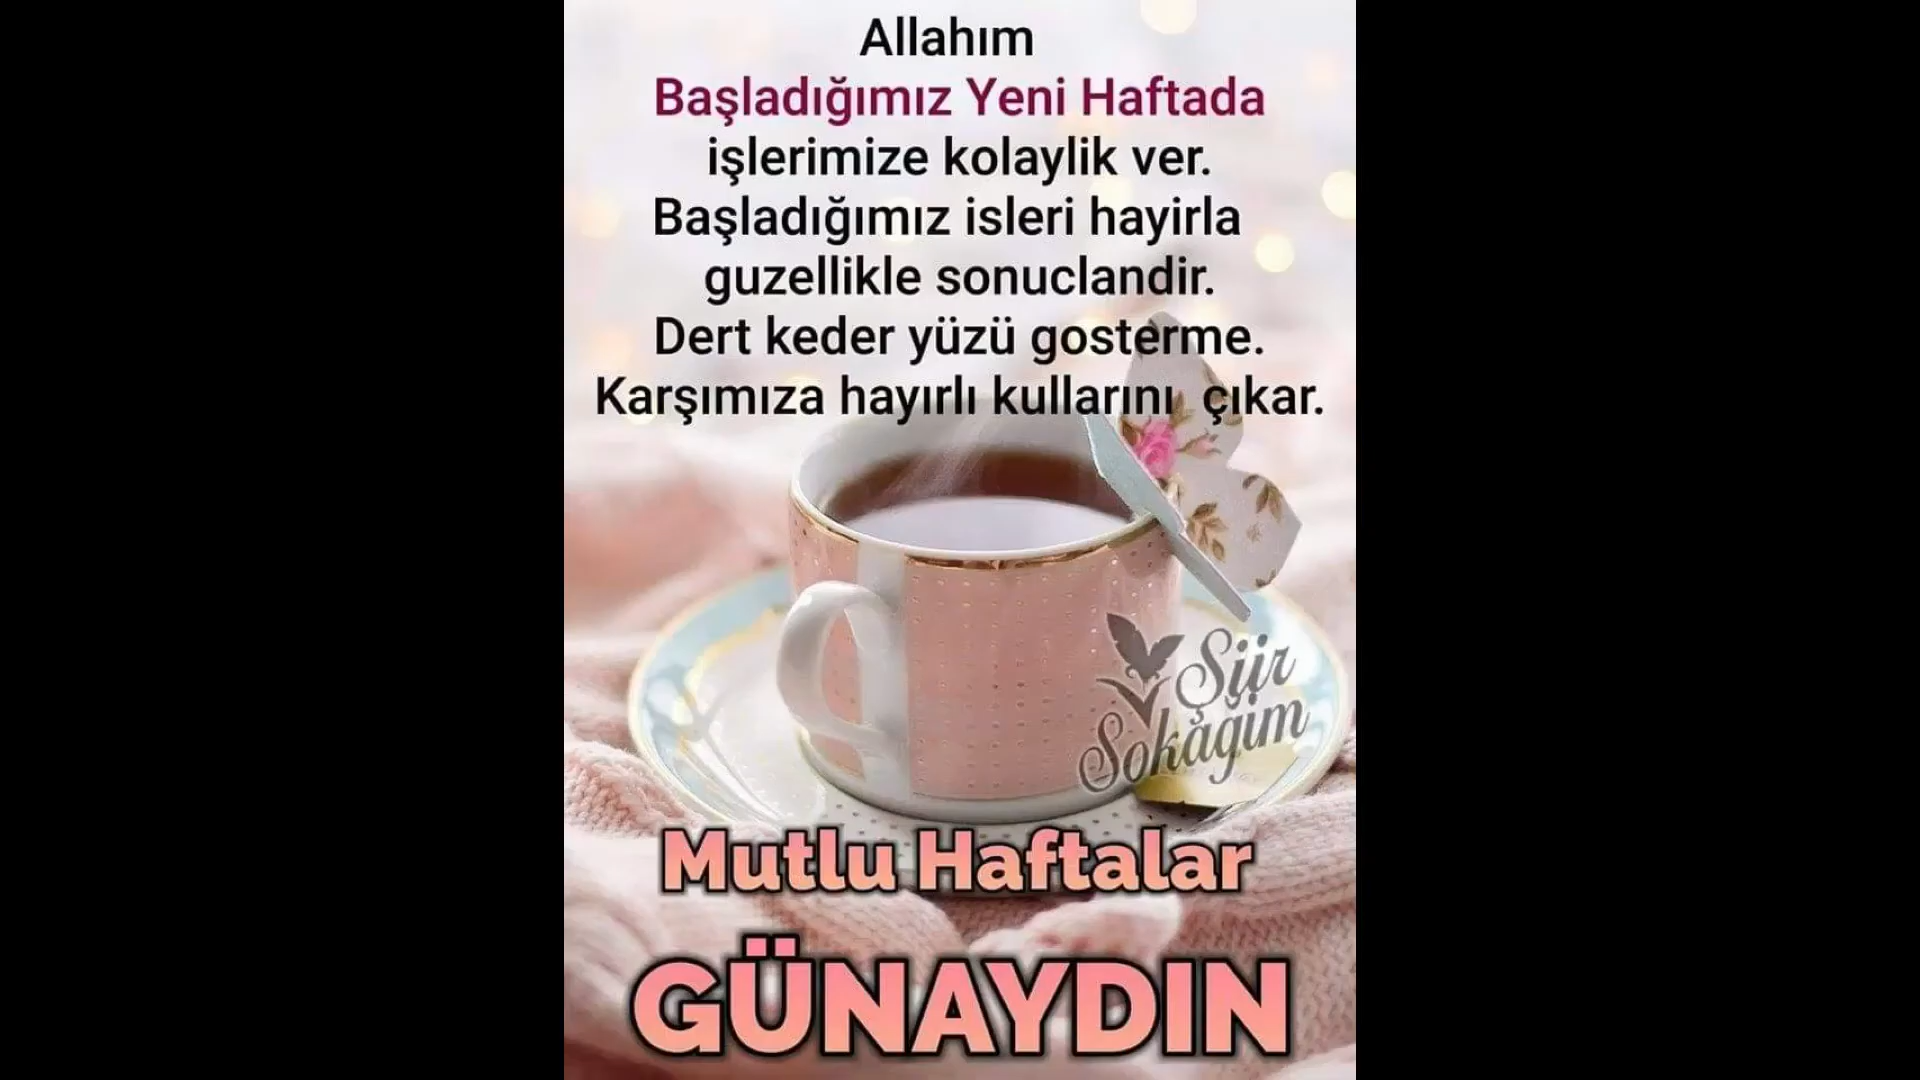 Allahım
Başladığımız Yeni Haftada
işlerimize kolaylik ver.
Başladığımız isleri hayirla
guzellikle sonuclandir.
Dert keder yüzü gosterme.
Karşımıza hayırlı kullarını çıkar.
Şiir
Sokağım
Mutlu Haftalar
GÜNAYDIN